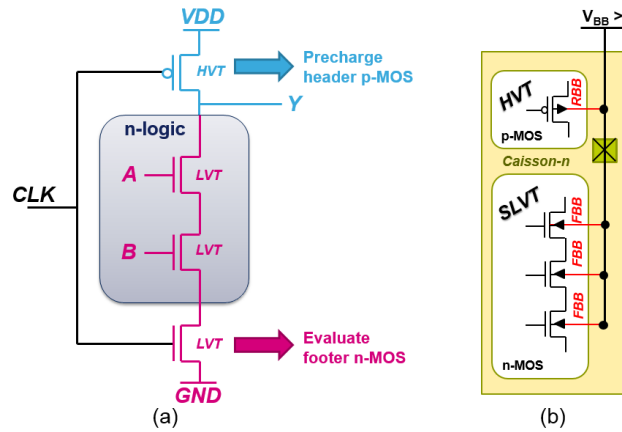 VDD
HVT
Precharge
header p-MOS
Y
n-logic
A
LVT
CLK
B
LVT
LVT
Evaluate
footer n-MOS
GND
(a)
VBB >
HVT
RBB
p-MOS
Caisson-n
SLVT
FBB
FBB
FBB
n-MOS
(b)